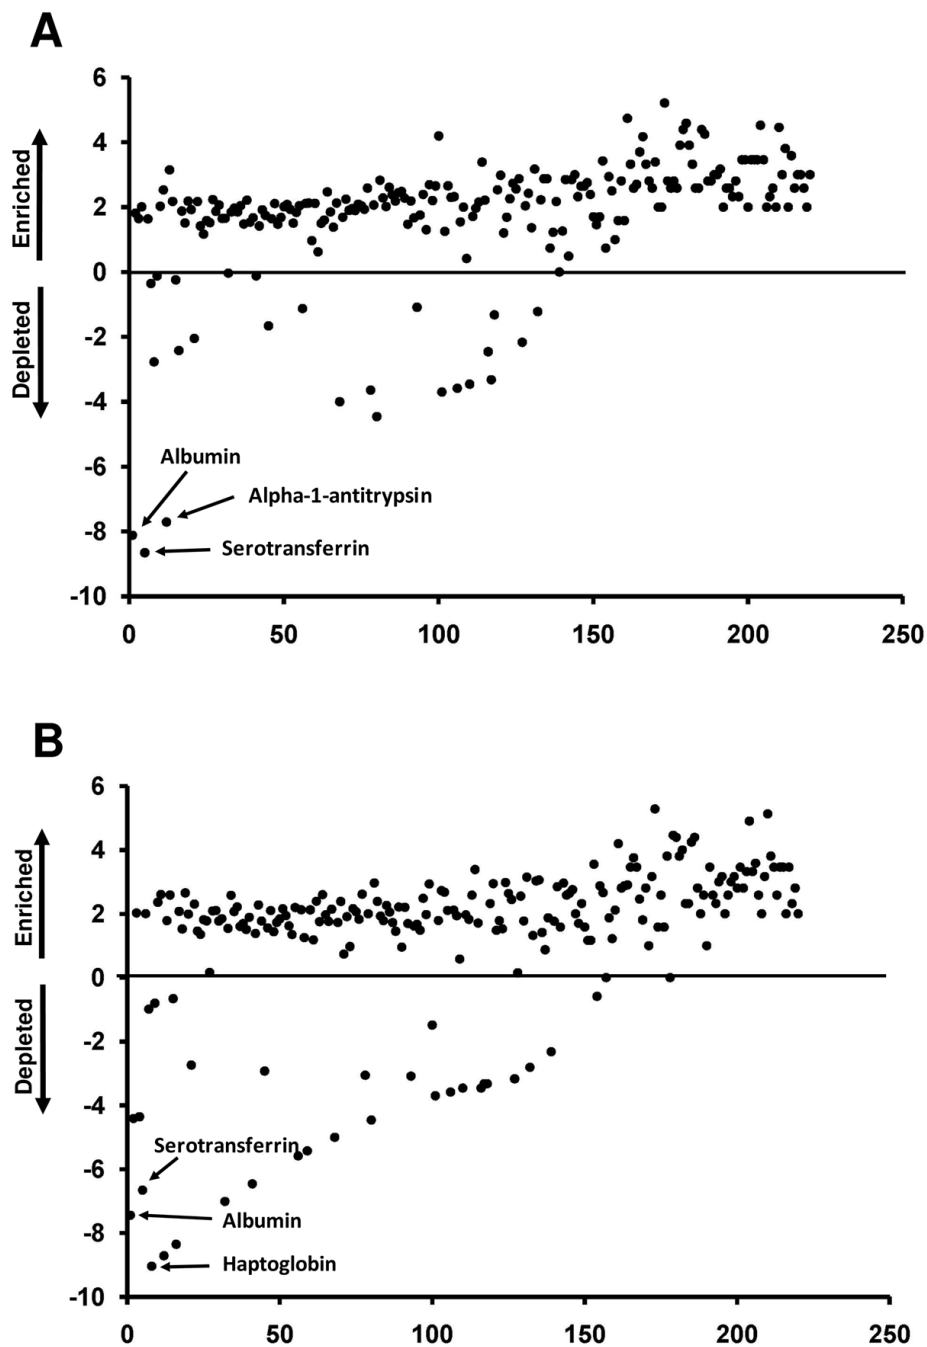 A
6
4
2
0
-2
-4
-6
-8
-10
Enriched
Depleted
Albumin
Alpha-1-antitrypsin
Serotransferrin
0 50 100 150 200 250
B
6
4
2
0
-2
-4
-6
-8
-10
Enriched
Depleted
Serotransferrin
Albumin
Haptoglobin
0 50 100 150 200 250